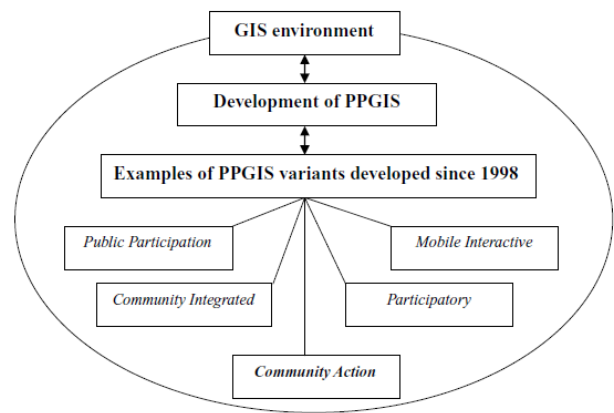 GIS environment
Development of PPGIS
Examples of PPGIS variants developed since 1998
Public Participation
Mobile Interactive
Community Integrated
Participatory
Community Action